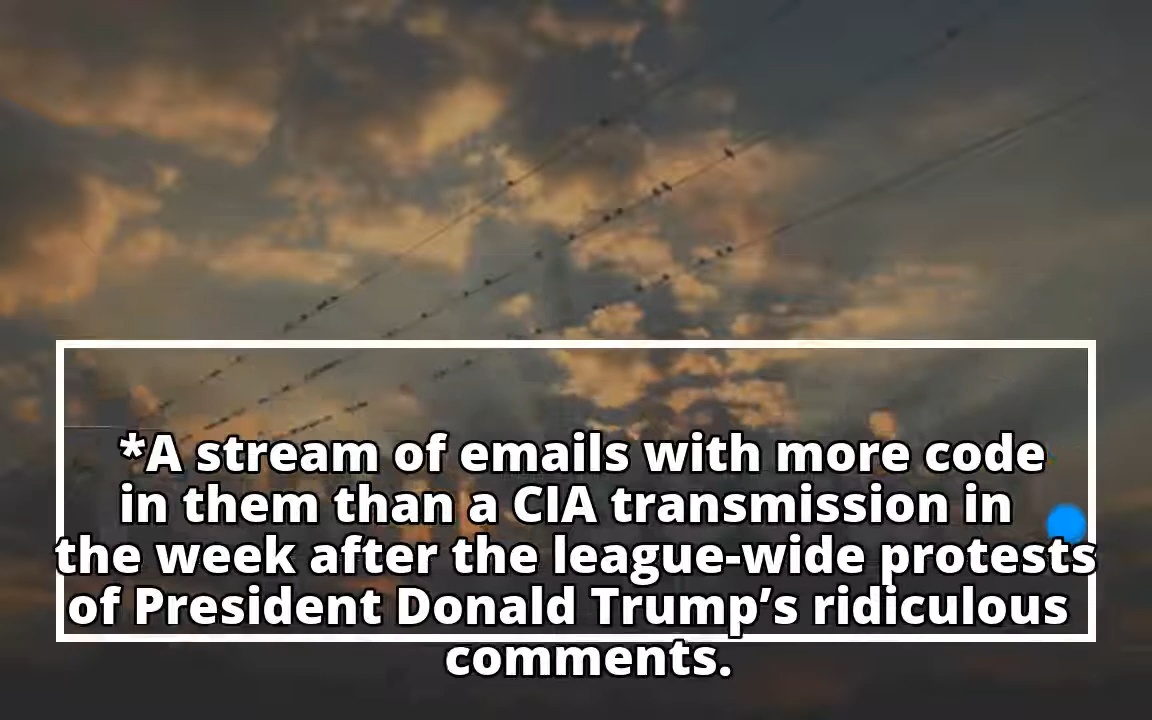 *A stream of emails with more code
in them than a CIA transmission in
the week after the league-wide protests
of President Donald Trump’s ridiculous
comments.